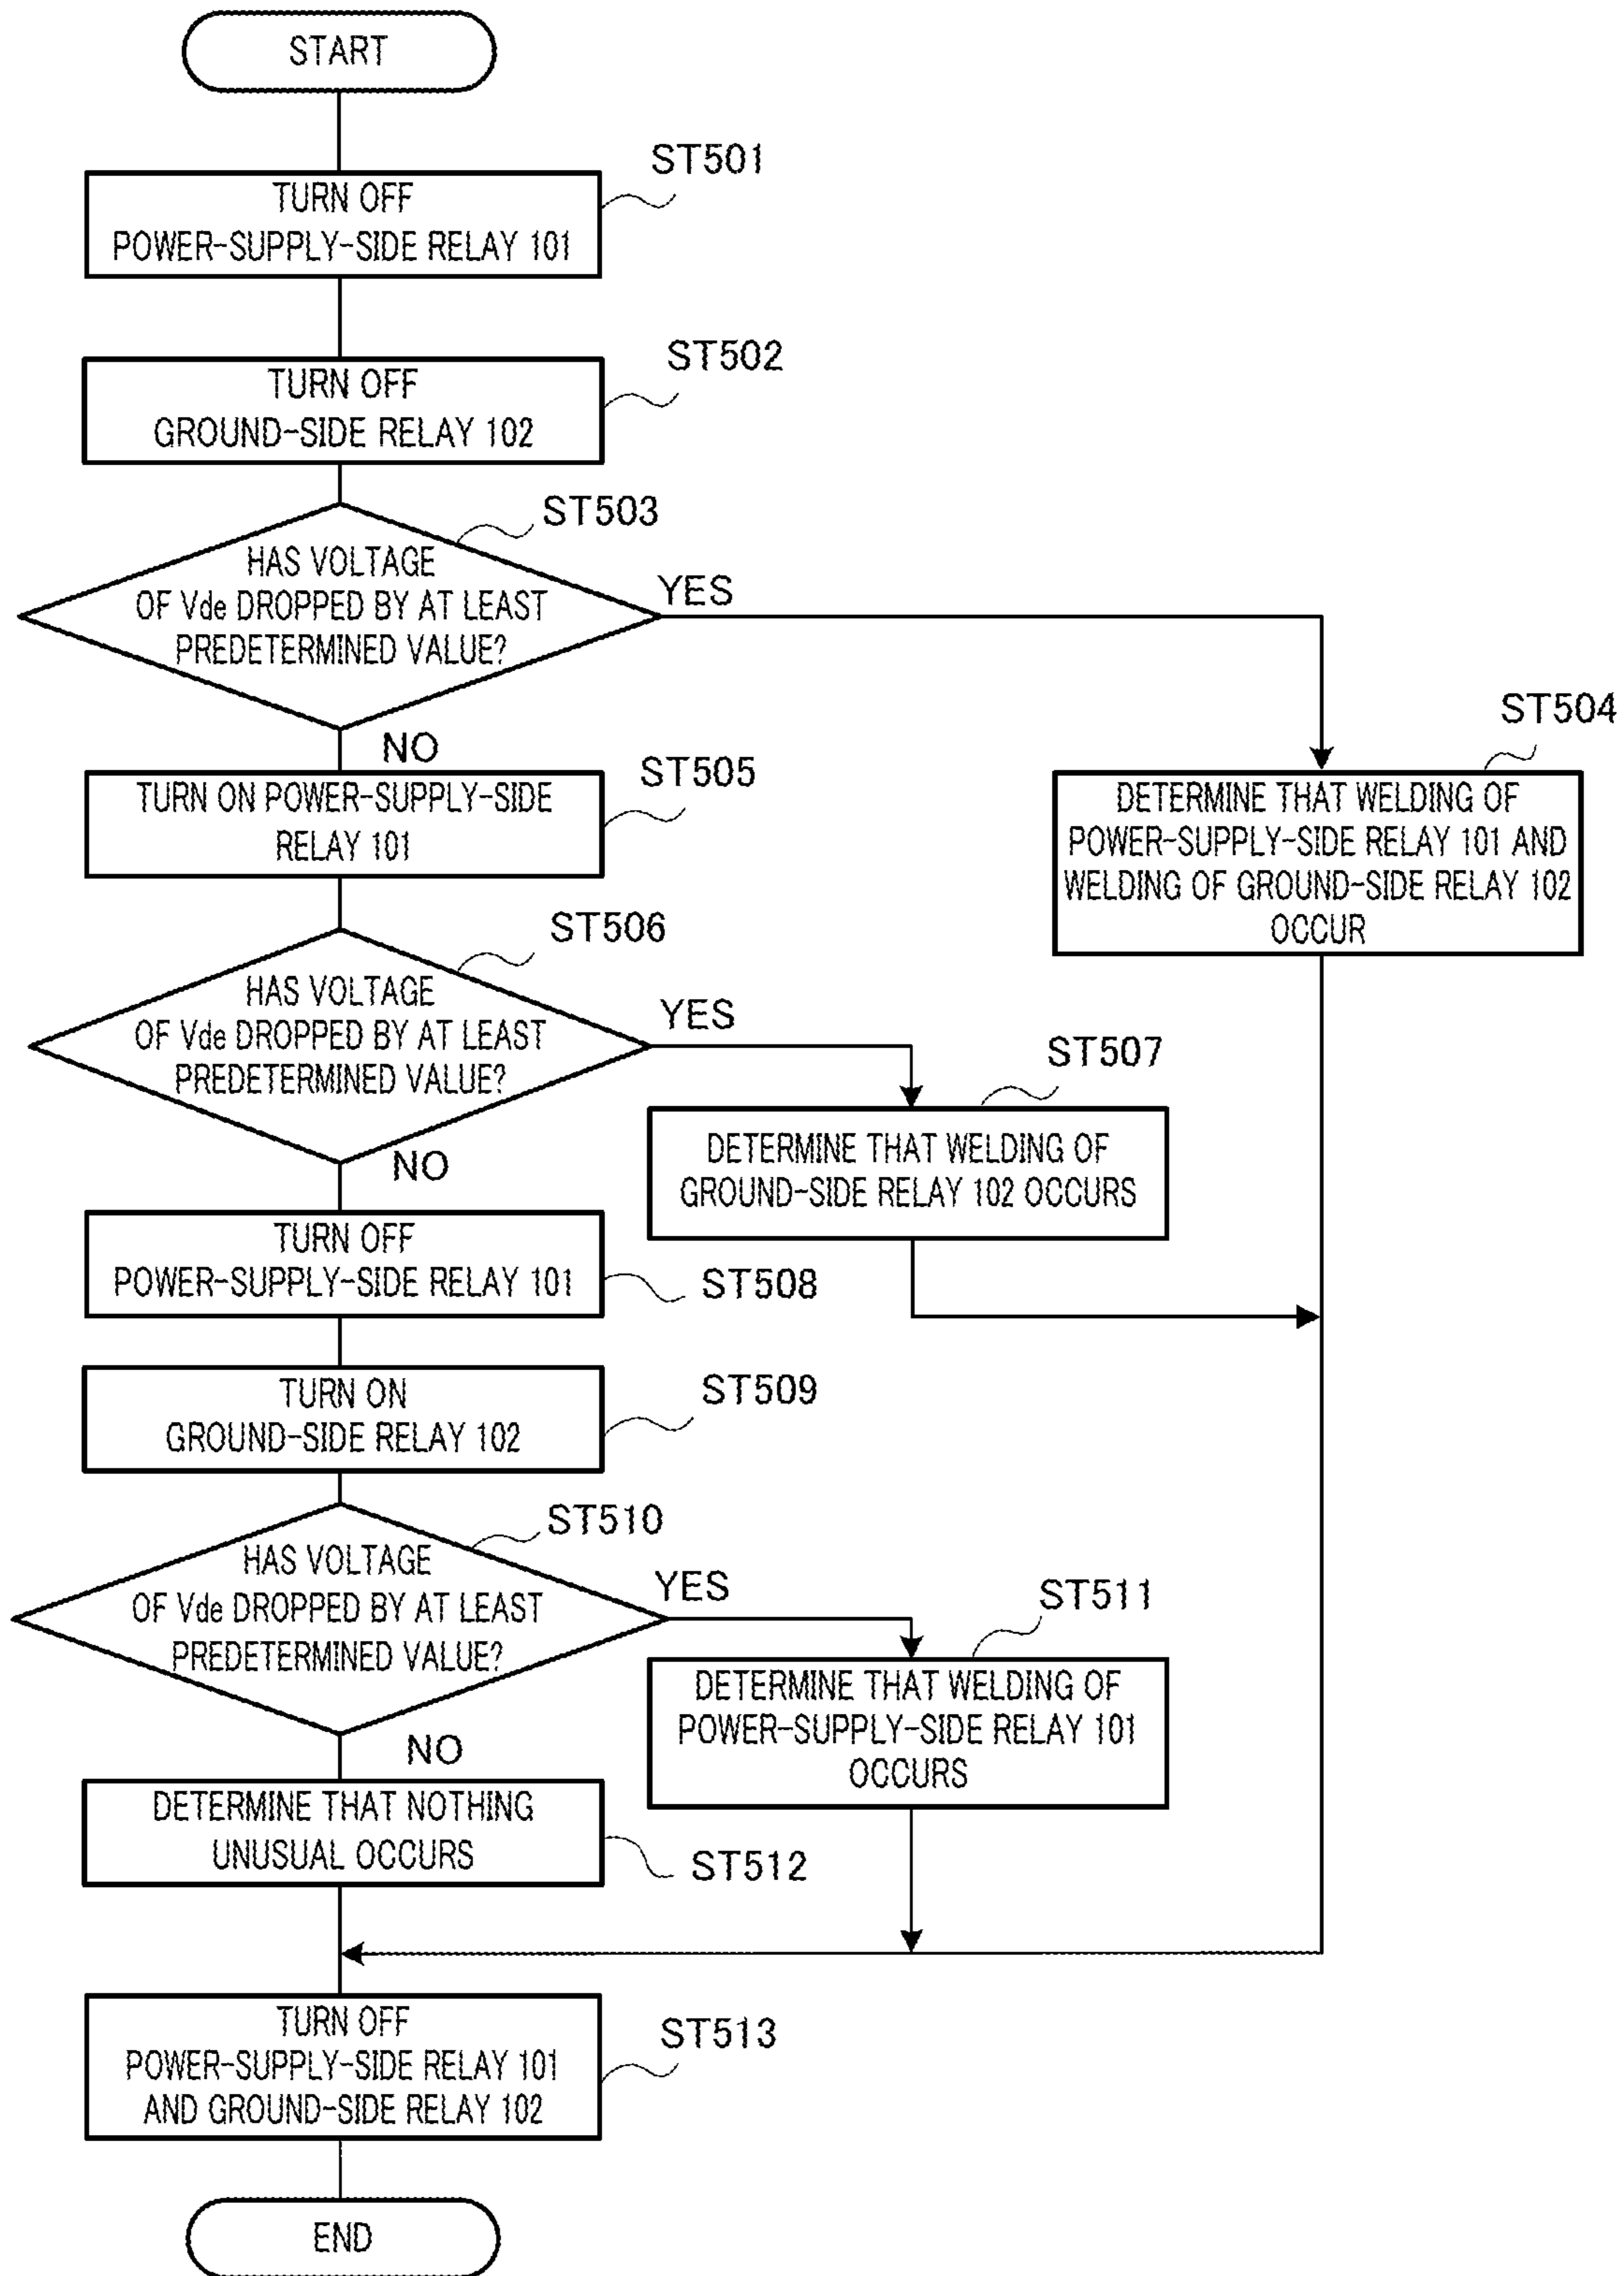 START
ST501
TURN OFF
POWER-SUPPLY-SIDE RELAY 101
ST502
TURN OFF
GROUND-SIDE RELAY 102
ST503
HAS VOLTAGE
OF Vde DROPPED BY AT LEAST
PREDETERMINED VALUE?
YES
NO
ST504
DETERMINE THAT WELDING OF
POWER-SUPPLY-SIDE RELAY 101 AND
WELDING OF GROUND-SIDE RELAY 102
OCCUR
ST505
TURN ON POWER-SUPPLY-SIDE
RELAY 101
ST506
HAS VOLTAGE
OF Vde DROPPED BY AT LEAST
PREDETERMINED VALUE?
YES
NO
ST507
DETERMINE THAT WELDING OF
GROUND-SIDE RELAY 102 OCCURS
TURN OFF
POWER-SUPPLY-SIDE RELAY 101
ST508
TURN ON
GROUND-SIDE RELAY 102
ST509
ST510
HAS VOLTAGE
OF Vde DROPPED BY AT LEAST
PREDETERMINED VALUE?
YES
NO
ST511
DETERMINE THAT WELDING OF
POWER-SUPPLY-SIDE RELAY 101
OCCURS
DETERMINE THAT NOTHING
UNUSUAL OCCURS
ST512
TURN OFF
POWER-SUPPLY-SIDE RELAY 101
AND GROUND-SIDE RELAY 102
ST513
END